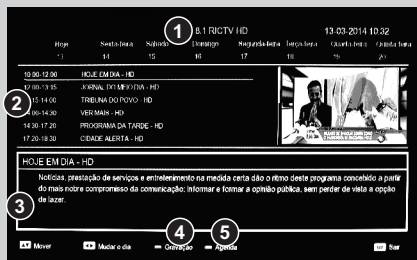 1
8.1 RICTV HD 13-03-2014 10:32
Hoje Sexta-feira Sábado Domingo Segunda-feira Terça-feira Quarta-feira Quinta-feira
13 14 15 16 17 18 19 20
10:00-12:00 HOJE EM DIA - HD
12:00-13:15 JORNAL DO MEIO DIA - HD
2 15-14:00 TRIBUNA DO POVO - HD
14:00-14:30 VER MAIS - HD
14:30-17:20 PROGRAMA DA TARDE - HD
17:20-18:30 CIDADE ALERTA - HD
HOJE EM DIA - HD
Notícias, prestação de serviços e entretenimento na medida certa dão o ritmo deste programa concebido a partir
do mais nobre compromisso da comunicação: informar e formar a opinião pública, sem perder de vista a opção
de lazer.
3
4 5
Mover Mudar o dia Gravação Agenda Sair